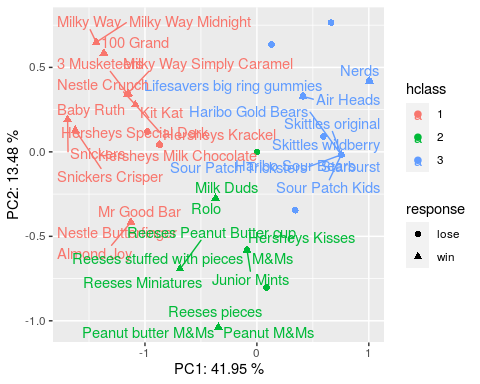 Milky Way
Milky Way Midnight
100 Grand
3 Musketeers
Milky Way Simply Caramel
Nerds
Nestle Crunch
Lifesavers big ring gummies
Air Heads
Baby Ruth
Kit Kat
Haribo Gold Bears
Skittles original
Hersheys Special Dark
Hersheys Krackel
Skittles wildberry
Snickers
Hersheys Milk Chocolate
Haribo Sour Bears
Starburst
Sour Patch Tricksters
Snickers Crisper
Sour Patch Kids
Milk Duds
Mr Good Bar
Rolo
Nestle Butterfinger
Reeses Peanut Butter cup
Hersheys Kisses
Almond Joy
Reeses stuffed with pieces
M&Ms
Reeses Miniatures
Junior Mints
Reeses pieces
Peanut butter M&Ms
Peanut M&Ms
0.5
0.0
-0.5
-1.0
-1
0
1
PC1: 41.95 %
PC2: 13.48 %
hclass
1
2
3
response
lose
win